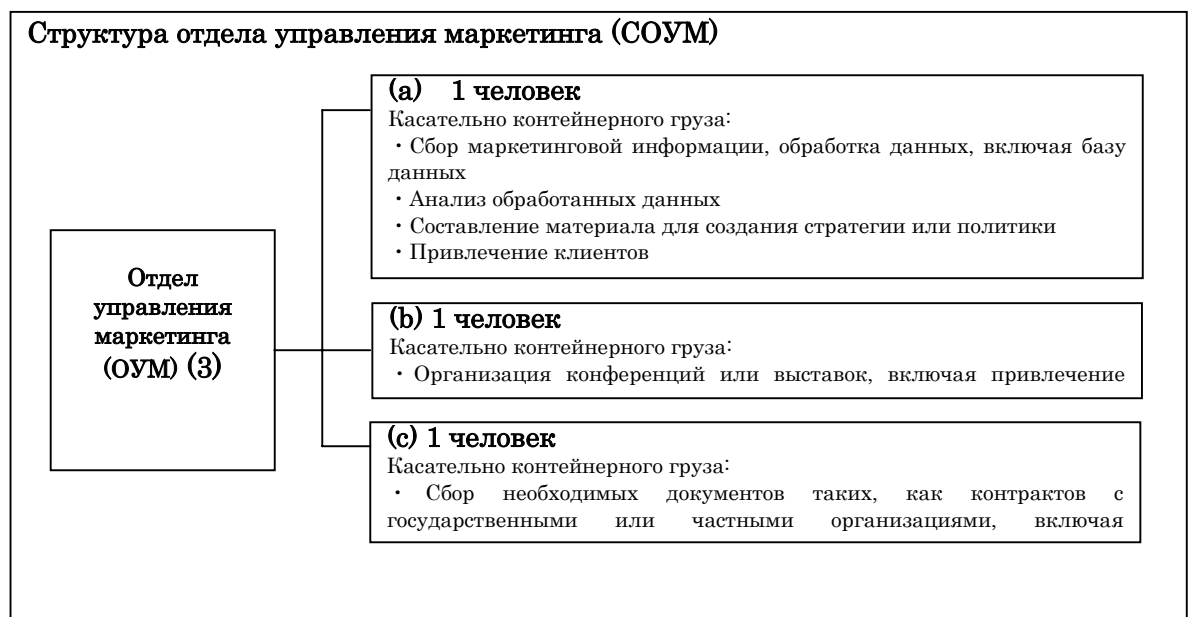 Структура отдела управления маркетинга (СОУМ)
(a) 1 человек
Касательно контейнерного груза:
・Сбор маркетинговой информации, обработка данных, включая базу
данных
・Анализ обработанных данных
・Составление материала для создания стратегии или политики
・Привлечение клиентов
Отдел
управления
маркетинга
(ОУМ) (3)
(b) 1 человек
Касательно контейнерного груза:
・Организация конференций или выставок, включая привлечение
(c) 1 человек
Касательно контейнерного груза:
・ Сбор необходимых документов таких, как контрактов с
государственными или частными организациями, включая